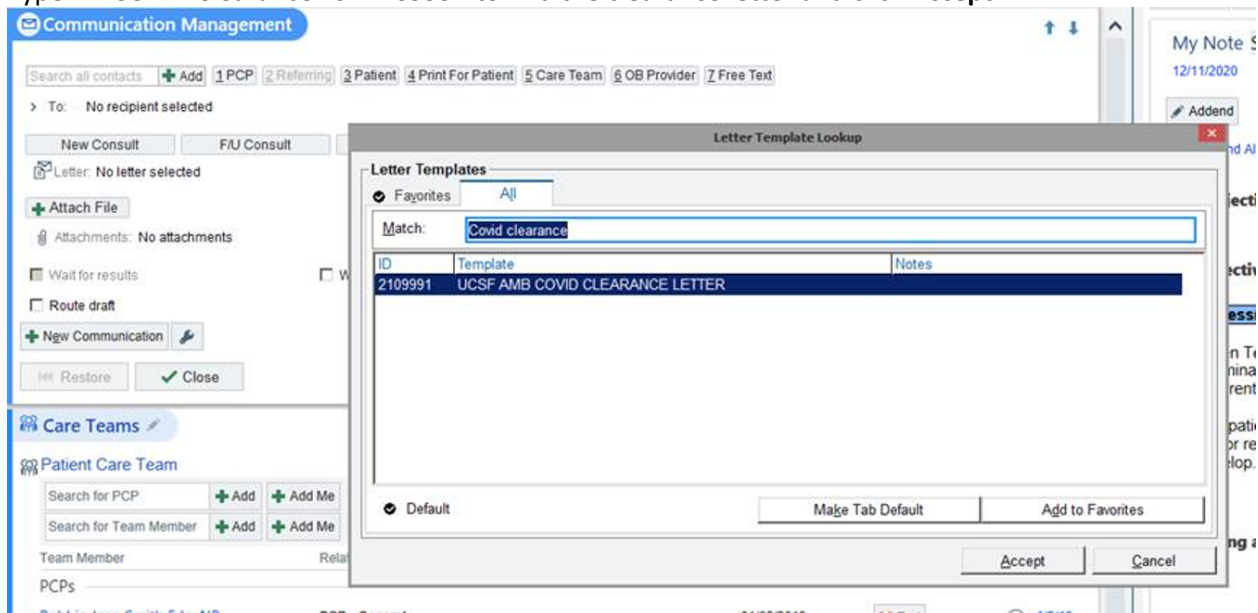 Communication Management
Search all contacts Add 1 PCP 2 Referring 3 Patient 4 Print For Patient 5 Care Team 6 OB Provider 7 Free Text
To: No recipient selected
New Consult F/U Consult
Letter: No letter selected
Attach File
Attachments: No attachments
Wait for results
Route draft
New Communication
Restore Close
Care Teams
Patient Care Team
Search for PCP Add Add Me
Search for Team Member Add Add Me
Team Member
PCPs
Letter Template Lookup
Letter Templates
Favorites All
Match: Covid clearance
ID Template Notes
2109991 UCSF AMB COVID CLEARANCE LETTER
Default Make Tab Default Add to Favorites
Accept Cancel
My Note
12/11/2020
Addend